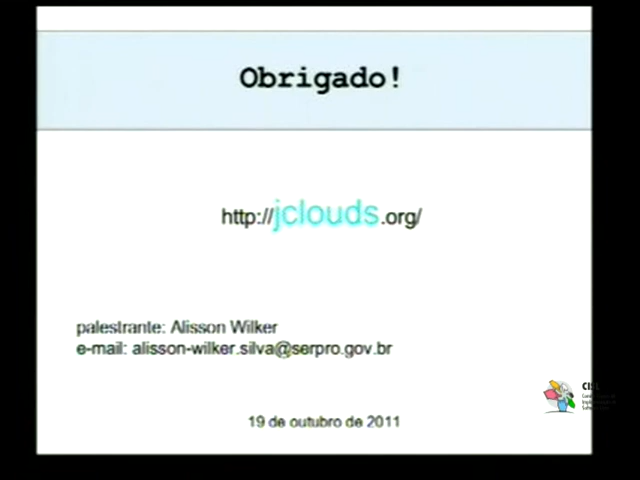 Obrigado!
http://jclouds.org/
palestrante: Alisson Wilker
e-mail: alisson-wilker.silva@serpro.gov.br
CISL
19 de outubro de 2011